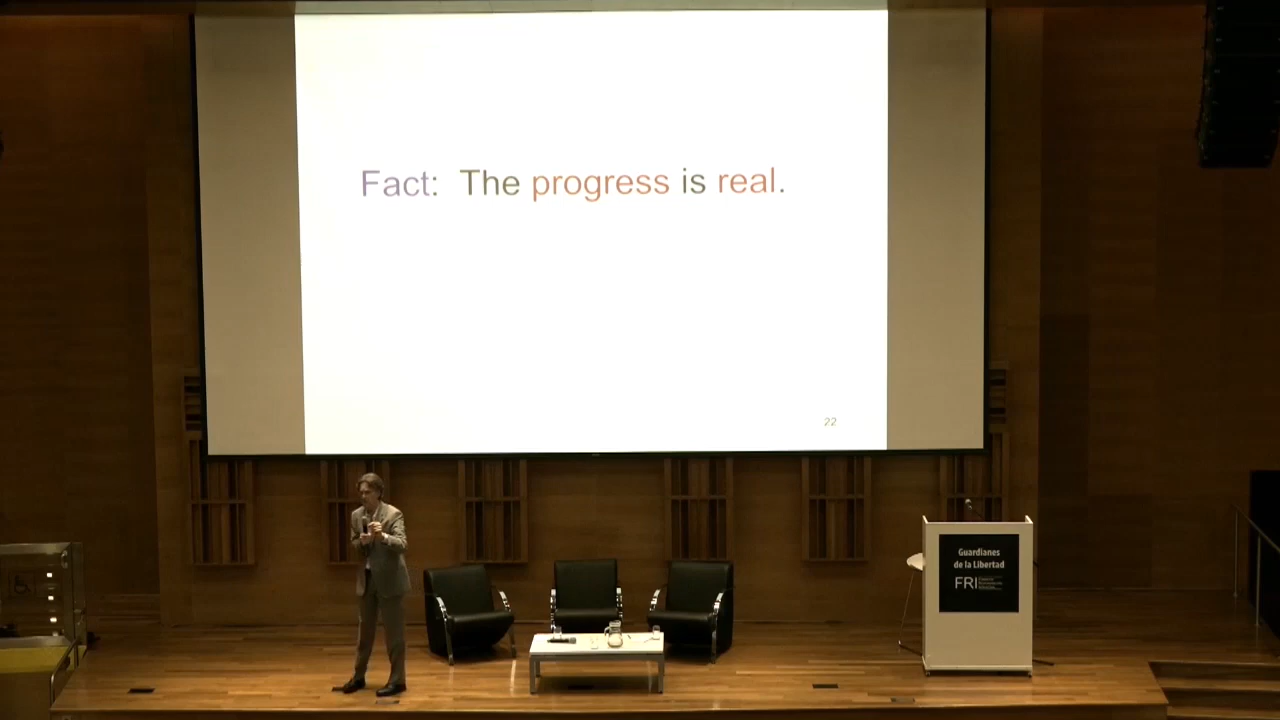 Fact: The progress is real.
22
Guardianes
de la Libertad
FRI